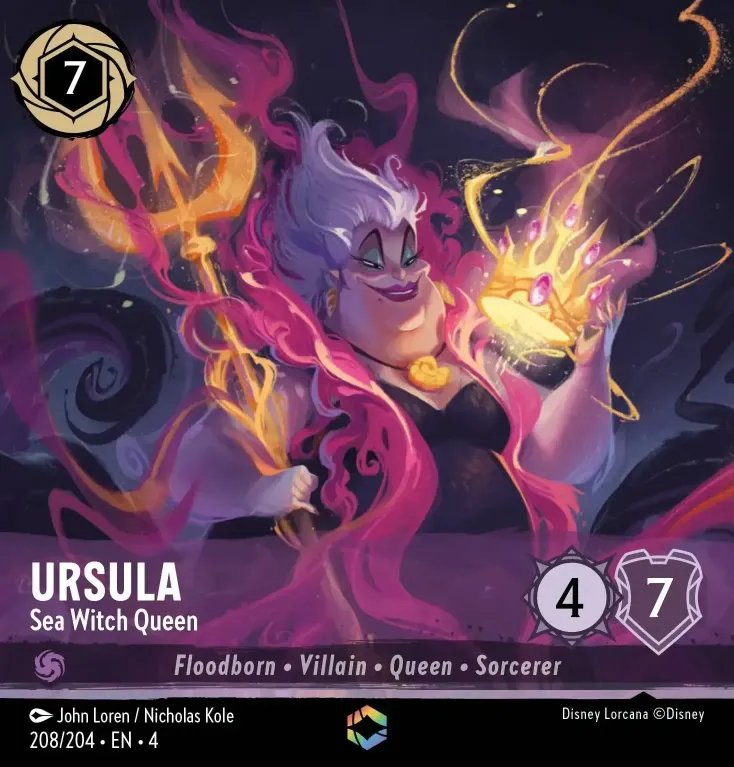 7
URSULA
Sea Witch Queen
4
7
Floodborn • Villain • Queen • Sorcerer
John Loren / Nicholas Kole
Disney Lorcana ©Disney
208/204 • EN • 4